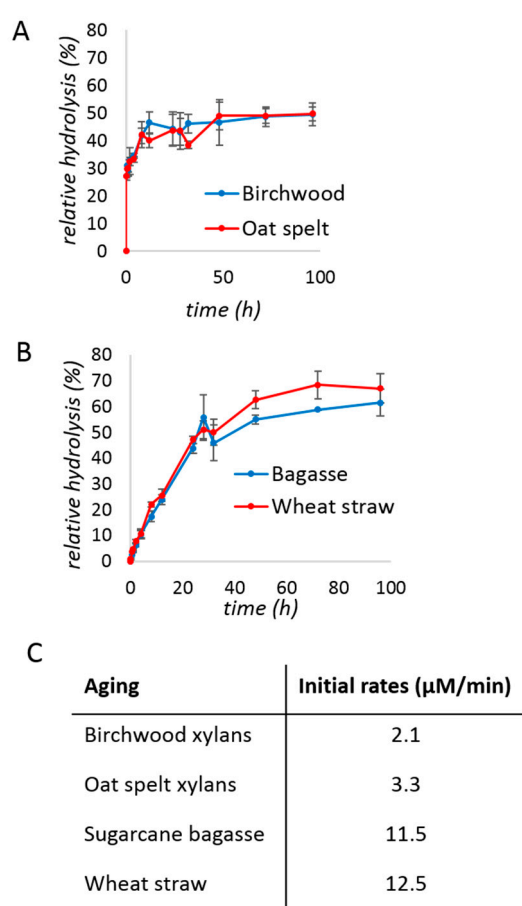 A
80
70
60
50
40
30
20
10
0
relative hydrolysis (%)
Birchwood
Oat spelt
0 50 100
time (h)
B
80
70
60
50
40
30
20
10
0
relative hydrolysis (%)
Bagasse
Wheat straw
0 20 40 60 80 100
time (h)
C
Aging Initial rates (μM/min)
Birchwood xylans 2.1
Oat spelt xylans 3.3
Sugarcane bagasse 11.5
Wheat straw 12.5